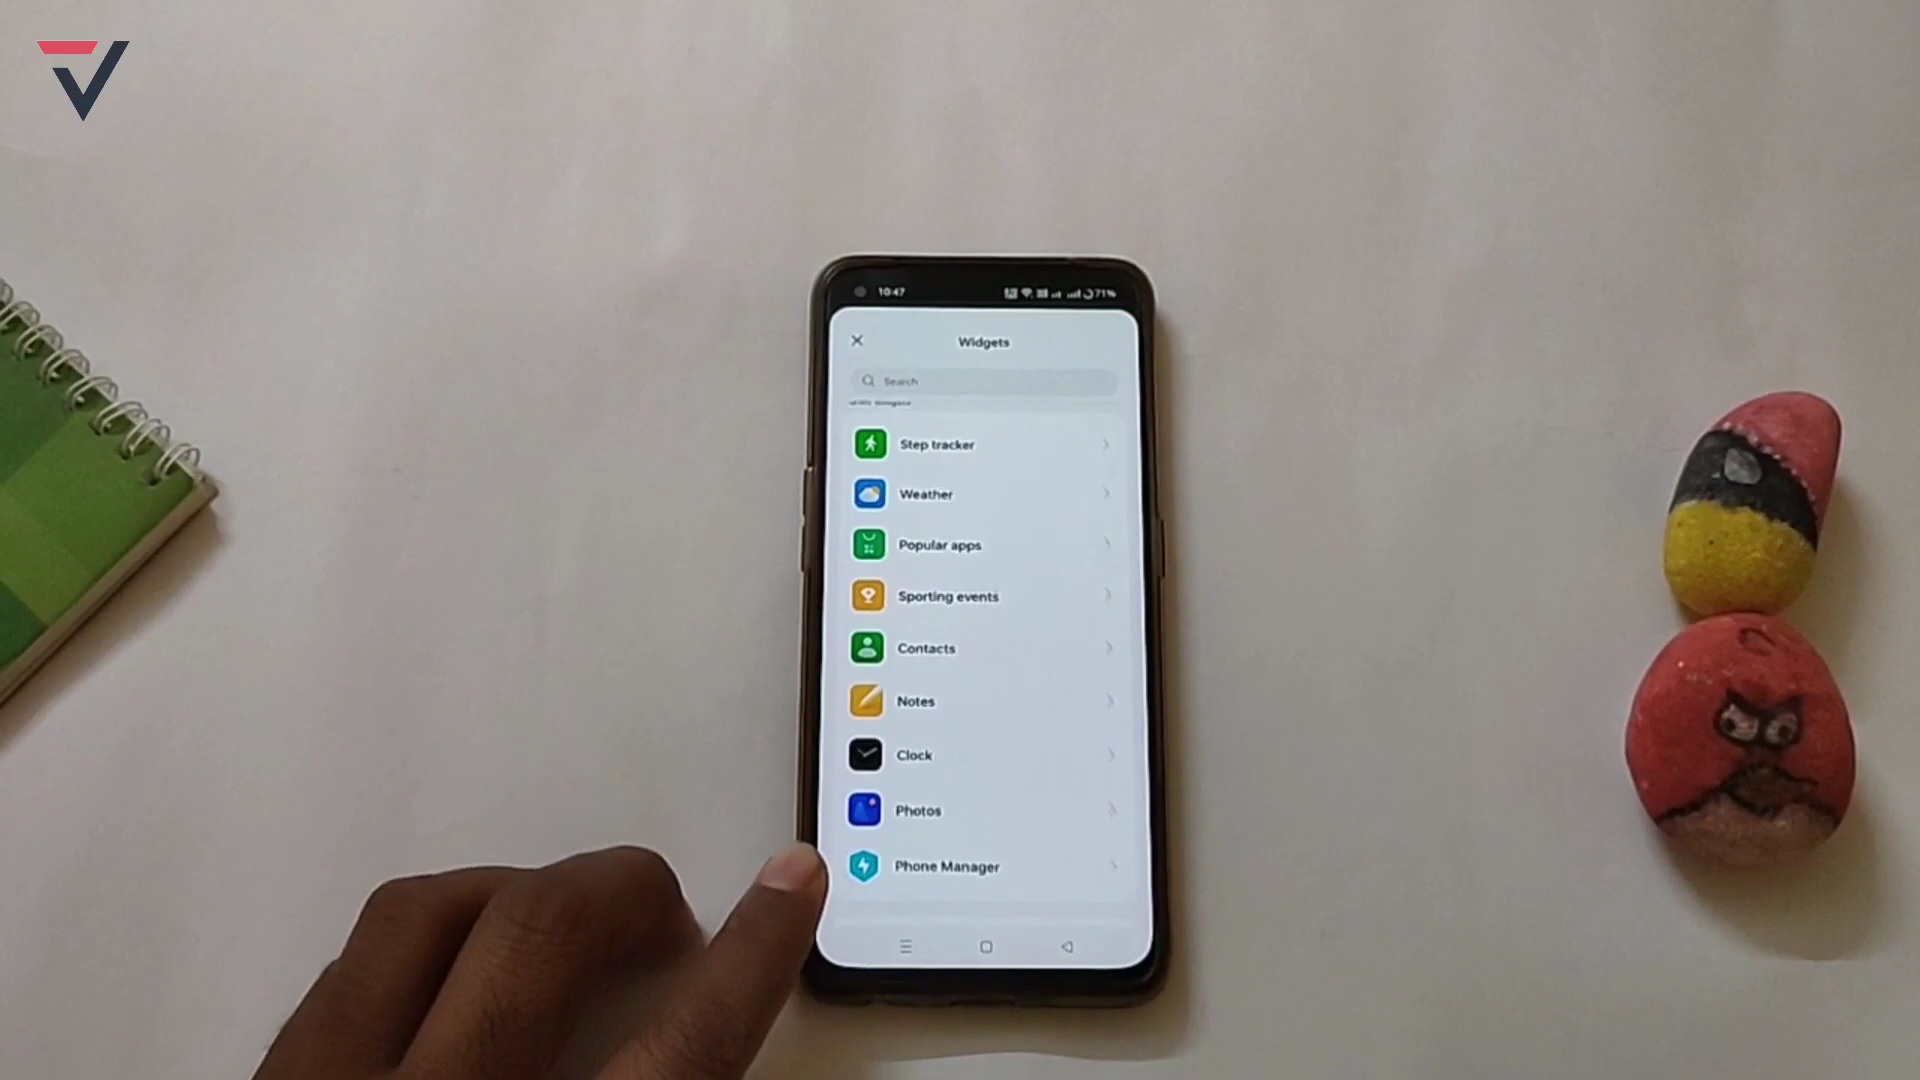 10:47
71%
Widgets
Search
Step tracker
Weather
Popular apps
Sporting events
Contacts
Notes
Clock
Photos
Phone Manager